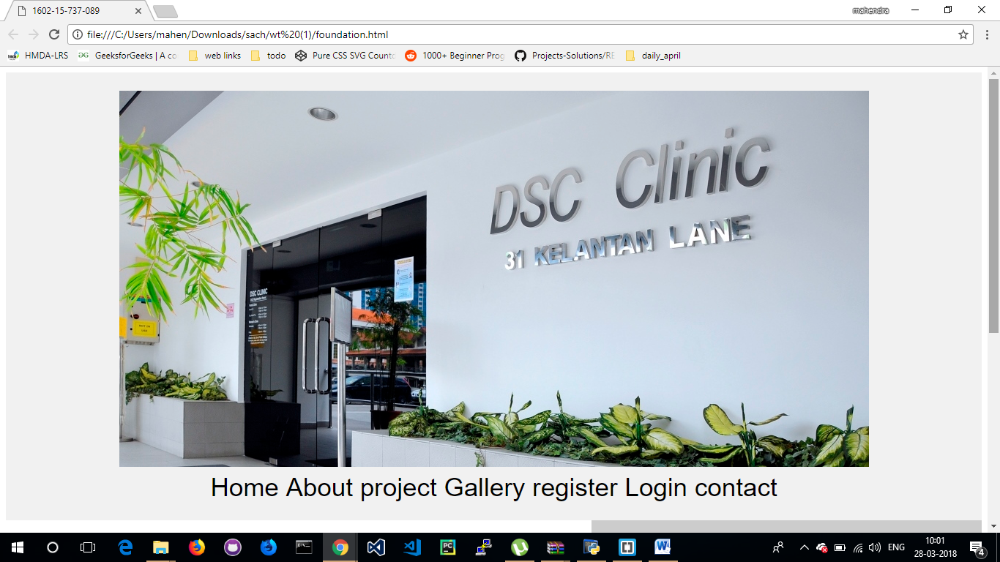 1602-15-737-089
mahendra
file:///C:/Users/mahen/Downloads/sach/wt%20(1)/foundation.html
HMDA-LRS
GeeksforGeeks | A co
web links
todo
Pure CSS SVG Counto
1000+ Beginner Prog
Projects-Solutions/RE
daily_april
DSC Clinic
31 KELANTAN LANE
DSC CLINIC
Home About project Gallery register Login contact
ENG
10:01
28-03-2018
4